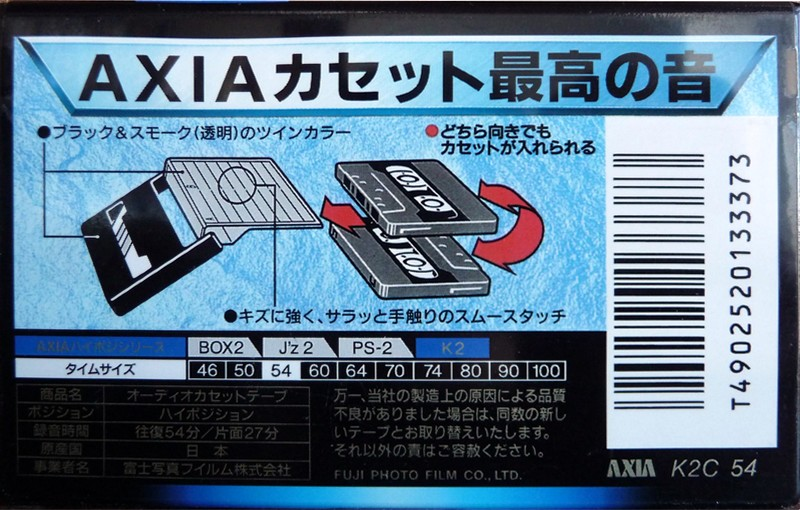 AXIAカセット最高の音
●ブラック&スモーク(透明)のツインカラー
●どちら向きでも
カセットが入れられる
●キズに強く、サラッと手触りのスムースタッチ
AXIAハイポジシリーズ BOX2 J'z 2 PS-2 K2
タイムサイズ 46 50 54 60 64 70 74 80 90 100
商品名 オーディオカセットテープ
ポジション ハイポジション
録音時間 往復54分/片面27分
原産国 日本
事業者名 富士写真フイルム株式会社
万一、当社の製造上の原因による品質
不良がありました場合は、同数の新し
いテープとお取り替えいたします。
それ以外の責はご容赦ください。
FUJI PHOTO FILM CO., LTD.
T4902520133373
AXIA K2C 54